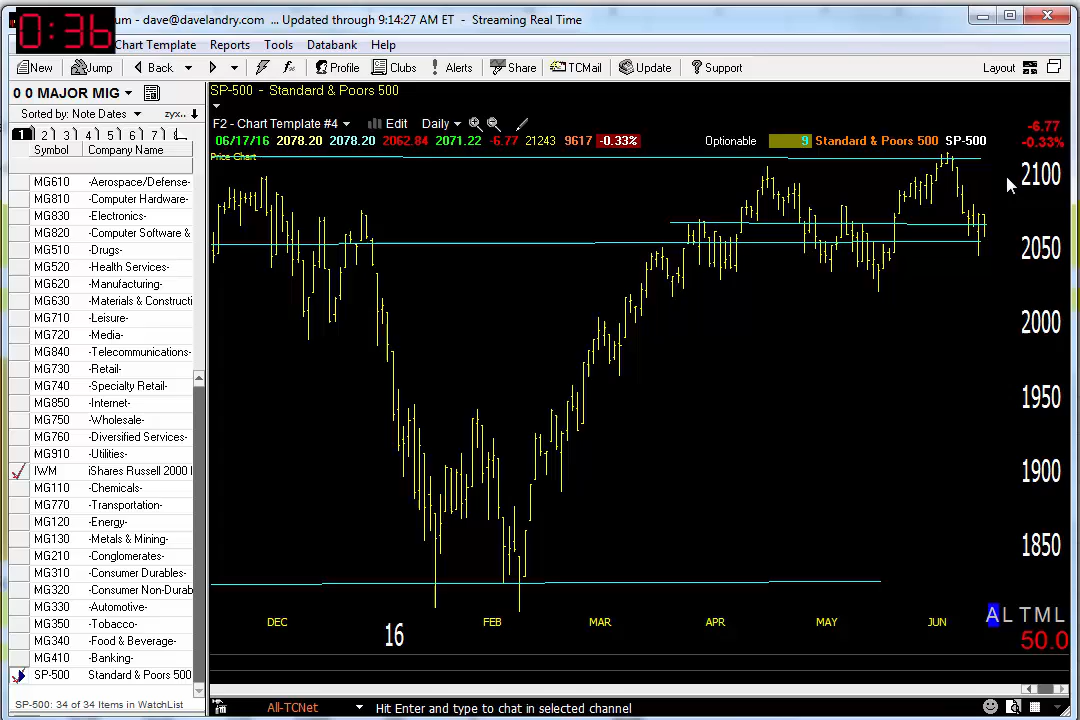 0:36
um - dave@davelandry.com ... Updated through 9:14:27 AM ET - Streaming Real Time
Chart Template Reports Tools Databank Help
New Jump Back Profile Clubs Alerts Share TCMail Update ? Support Layout
0 0 MAJOR MIG
Sorted by: Note Dates zyx..
1 2 3 4 5 6 7
Symbol Company Name
MG610 -Aerospace/Defense-
MG810 -Computer Hardware-
MG830 -Electronics-
MG820 -Computer Software &
MG510 -Drugs-
MG520 -Health Services-
MG620 -Manufacturing-
MG630 -Materials & Constructi
MG710 -Leisure-
MG720 -Media-
MG840 -Telecommunications-
MG730 -Retail-
MG740 -Specialty Retail-
MG850 -Internet-
MG750 -Wholesale-
MG760 -Diversified Services-
MG910 -Utilities-
IWM iShares Russell 2000 I
MG110 -Chemicals-
MG770 -Transportation-
MG120 -Energy-
MG130 -Metals & Mining-
MG210 -Conglomerates-
MG310 -Consumer Durables-
MG320 -Consumer Non-Durab
MG330 -Automotive-
MG350 -Tobacco-
MG340 -Food & Beverage-
MG410 -Banking-
SP-500 Standard & Poors 500
SP-500: 34 of 34 Items in WatchList
SP-500 - Standard & Poors 500
F2 - Chart Template #4 Edit Daily
06/17/16 2078.20 2078.20 2062.84 2071.22 -6.77 21243 9617 -0.33% Optionable 9 Standard & Poors 500 SP-500
-6.77
-0.33%
Price Chart
2100
2050
2000
1950
1900
1850
DEC 16 FEB MAR APR MAY JUN
A L T M L
50.0
All-TCNet Hit Enter and type to chat in selected channel